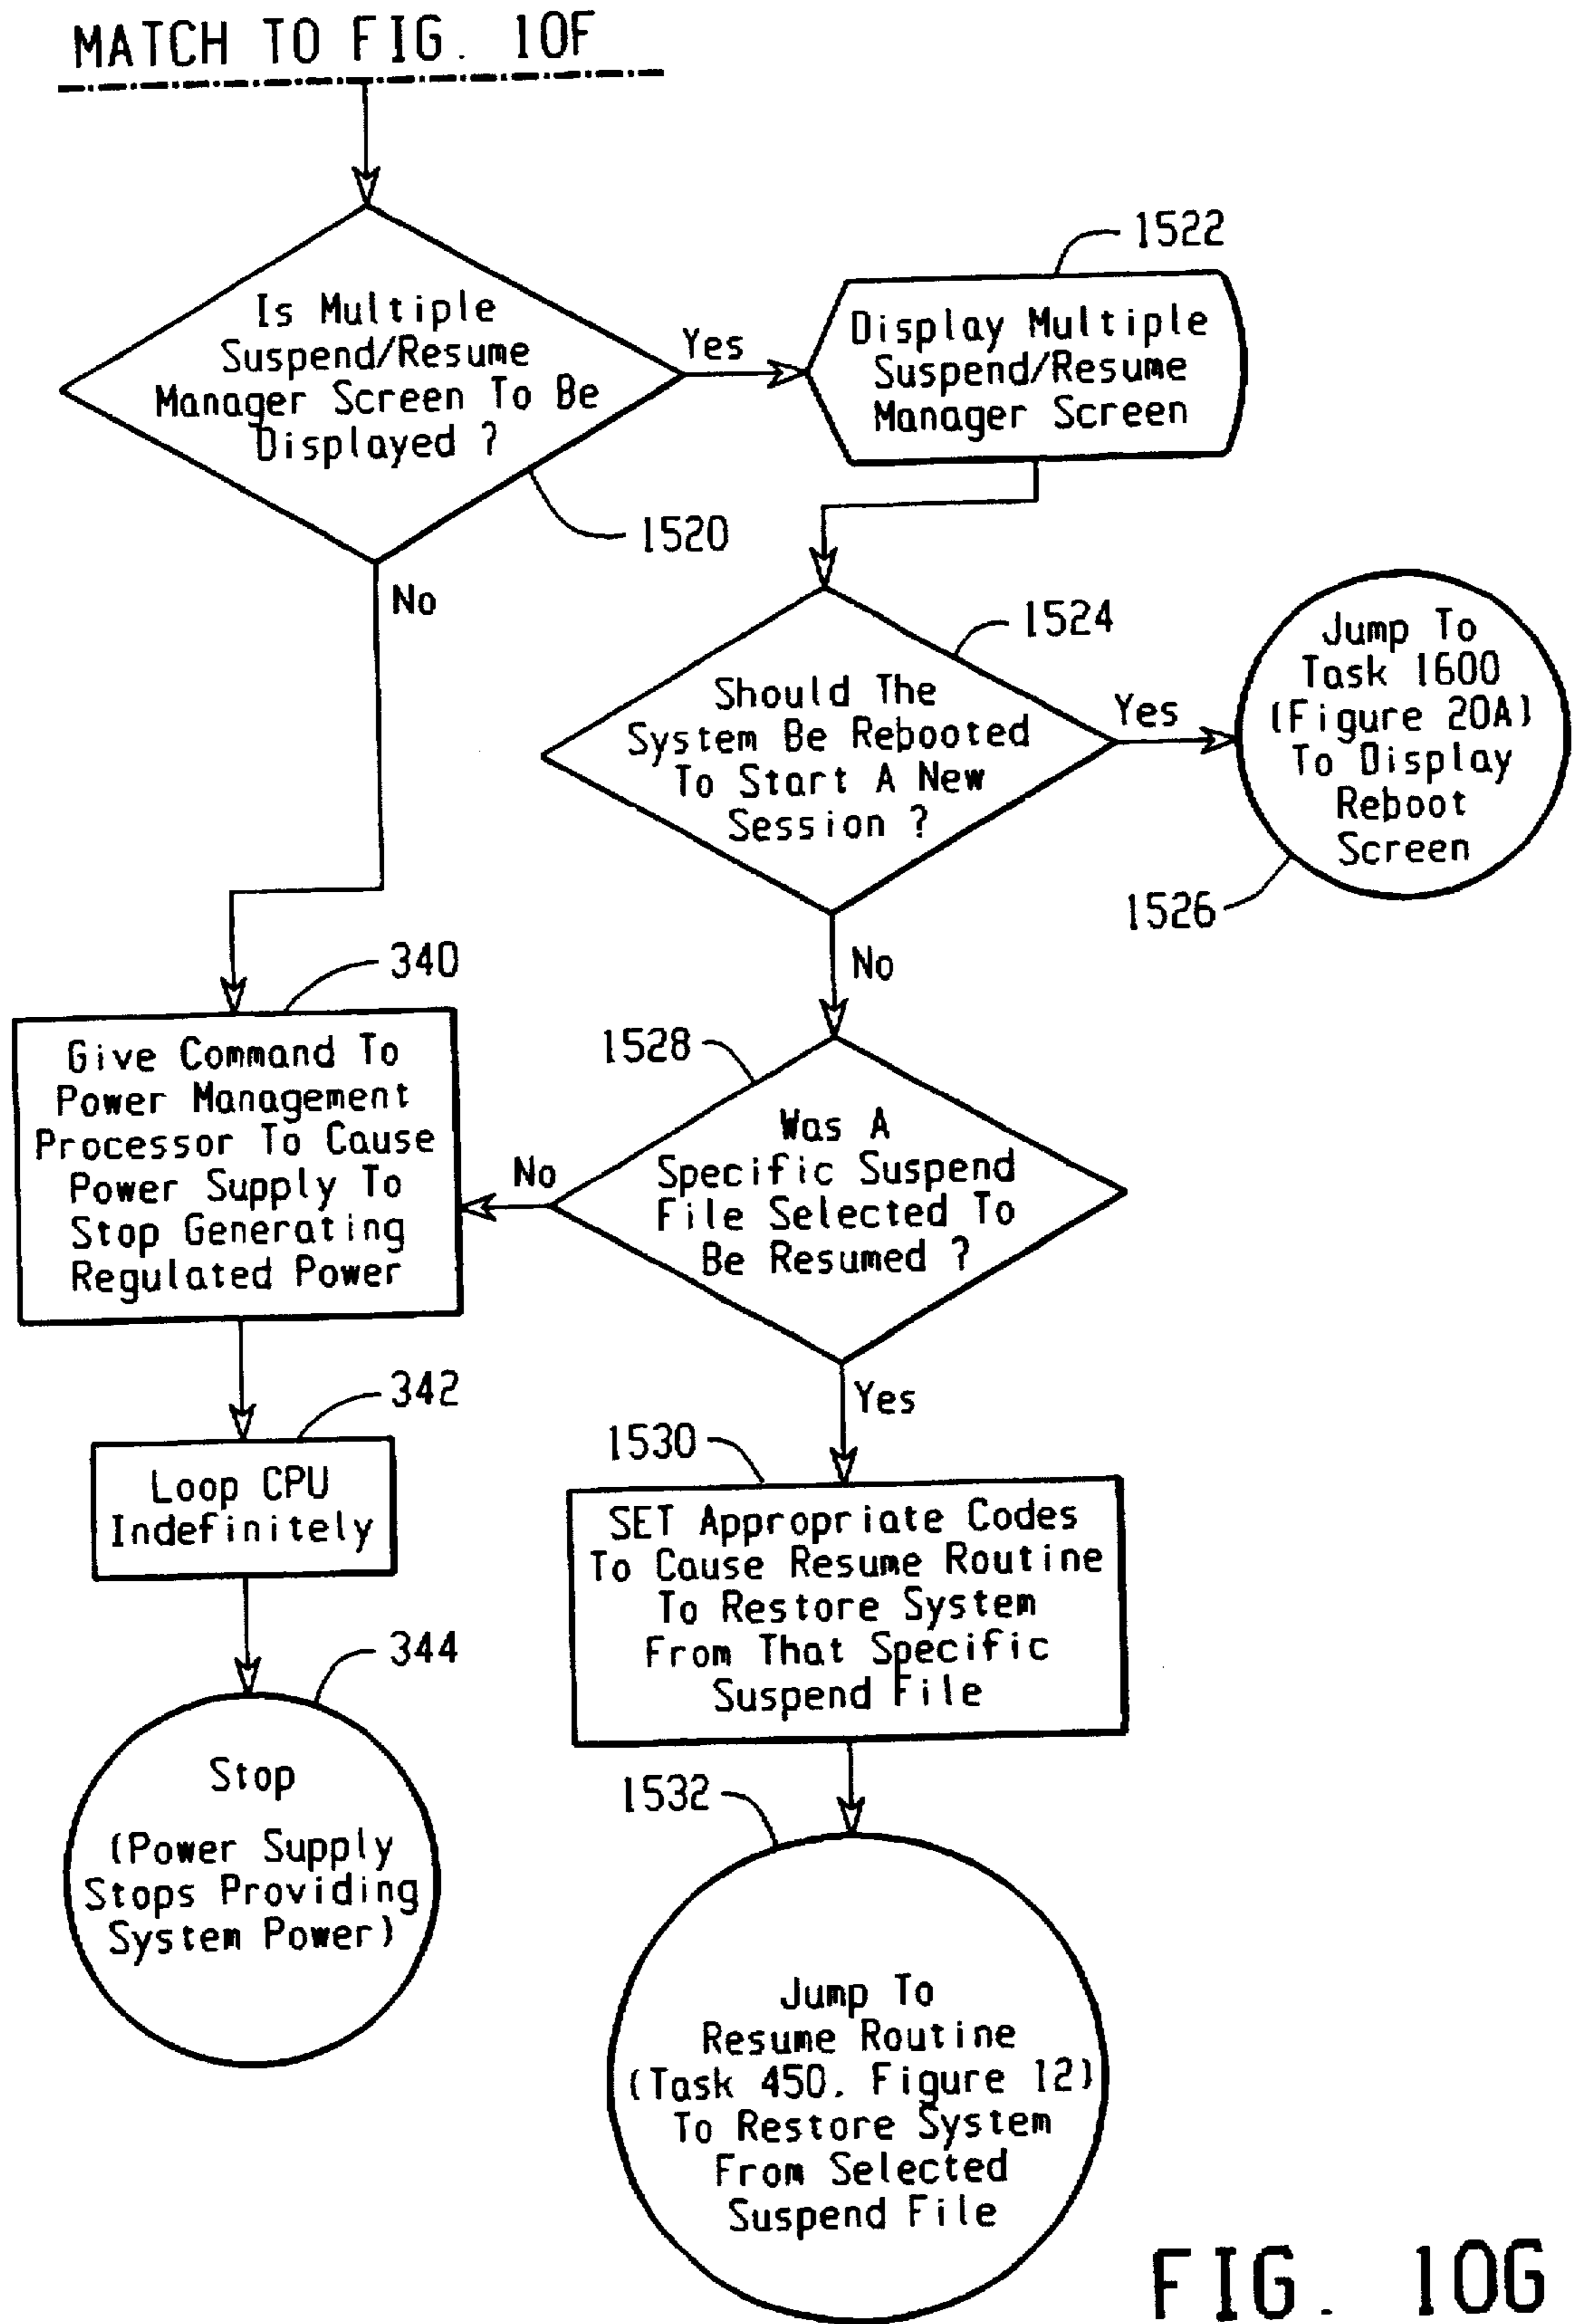 MATCH TO FIG. 10F
Is Multiple
Suspend/Resume
Manager Screen To Be
Displayed ?
1520
Yes
No
1522
Display Multiple
Suspend/Resume
Manager Screen
1524
Should The
System Be Rebooted
To Start A New
Session ?
Yes
No
Jump To
Task 1600
(Figure 20A)
To Display
Reboot
Screen
1526
340
Give Command To
Power Management
Processor To Cause
Power Supply To
Stop Generating
Regulated Power
1528
Was A
Specific Suspend
File Selected To
Be Resumed ?
No
Yes
342
Loop CPU
Indefinitely
1530
SET Appropriate Codes
To Cause Resume Routine
To Restore System
From That Specific
Suspend File
344
Stop
(Power Supply
Stops Providing
System Power)
1532
Jump To
Resume Routine
(Task 450. Figure 12)
To Restore System
From Selected
Suspend File
FIG. 10G